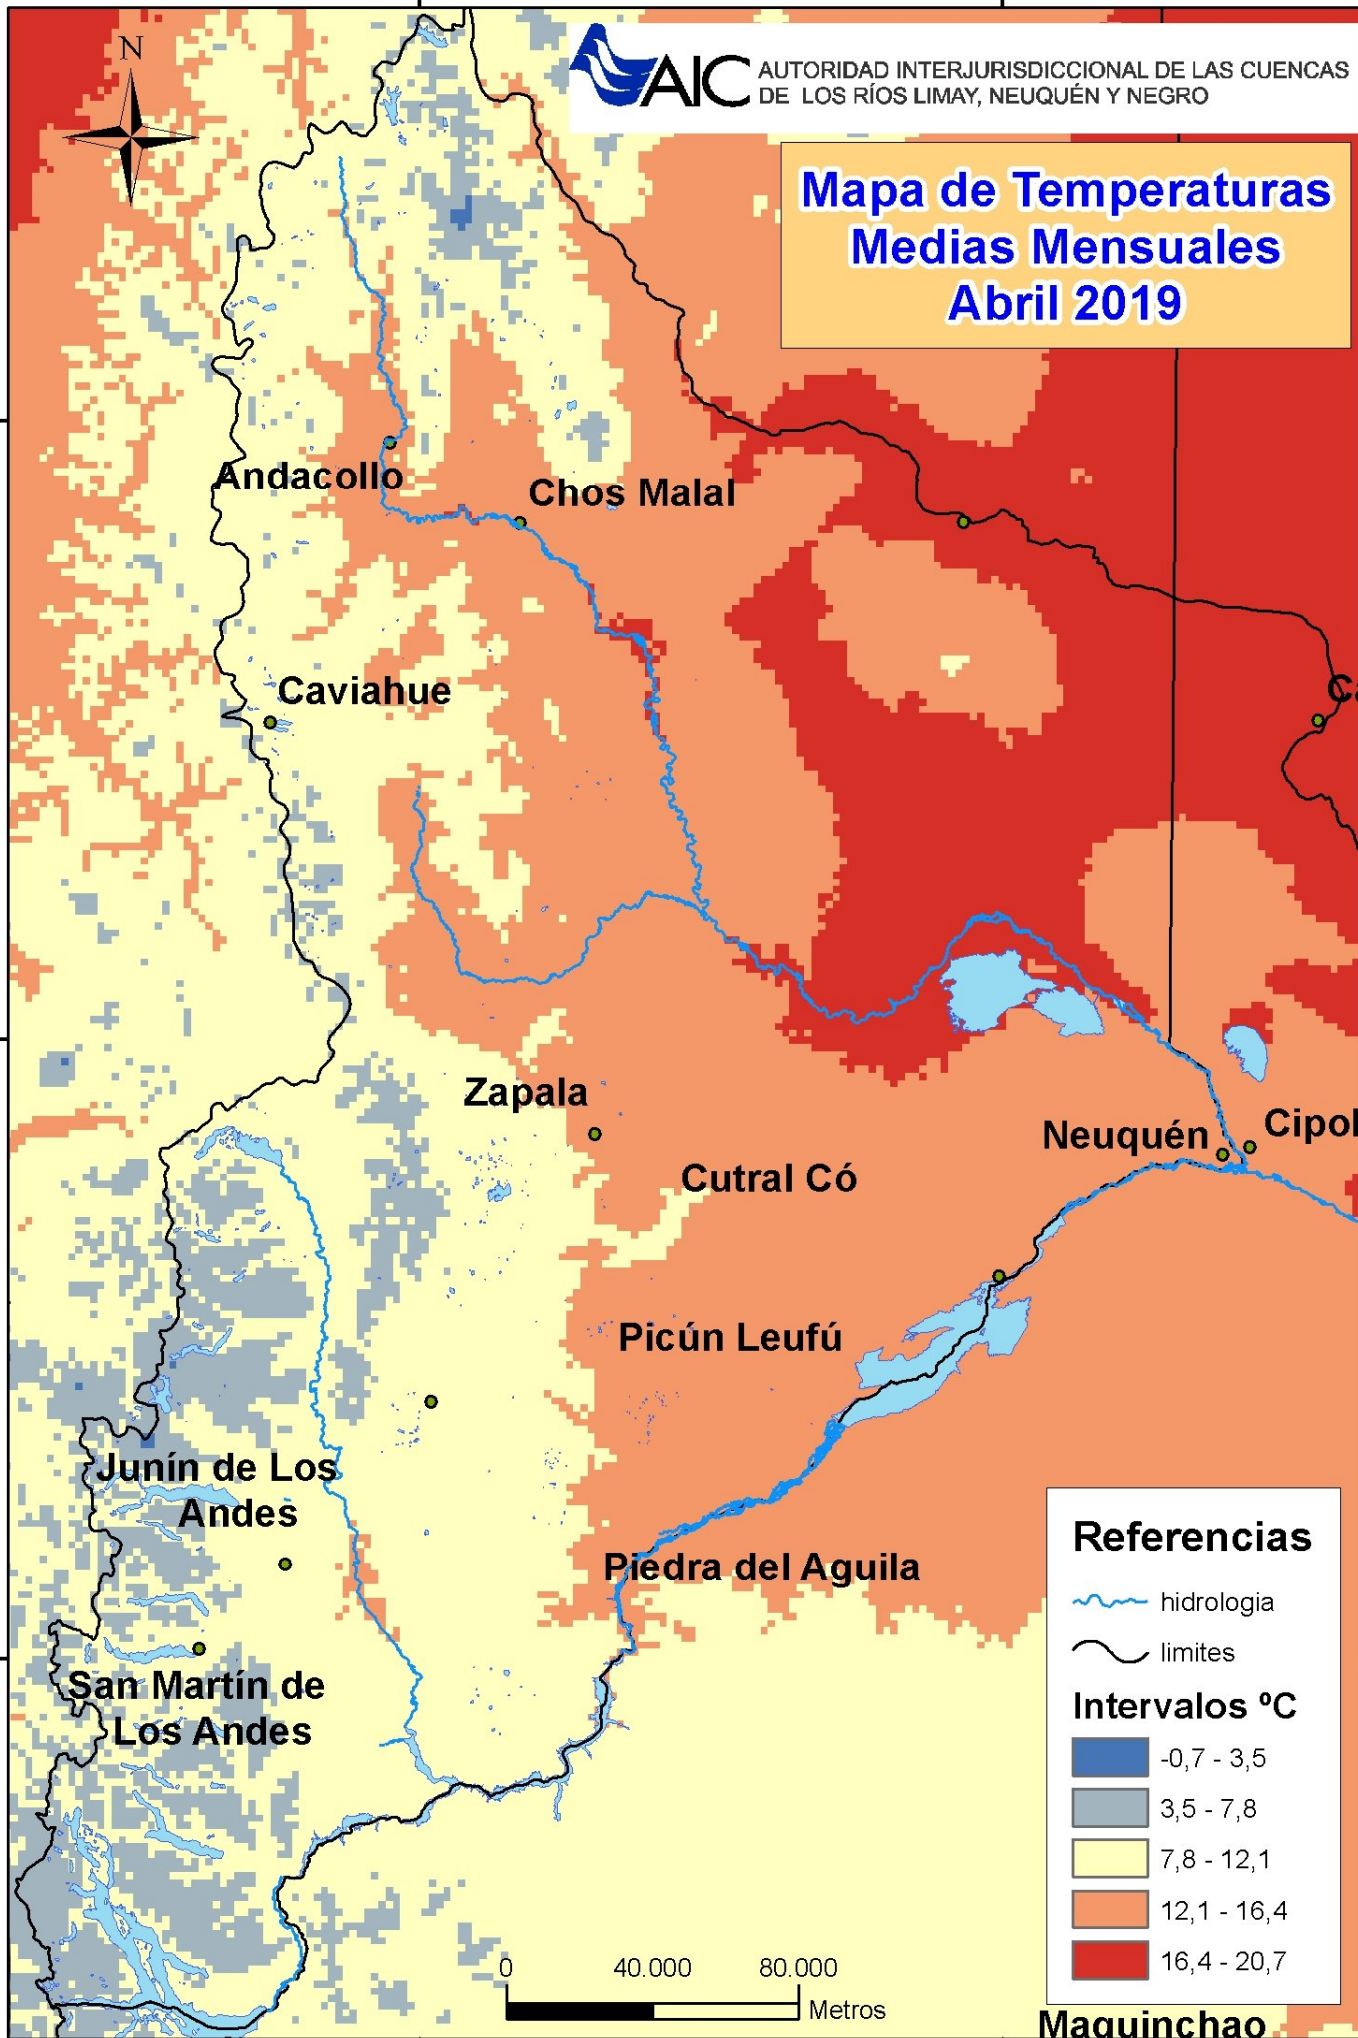 N
AIC
AUTORIDAD INTERJURISDICCIONAL DE LAS CUENCAS
DE LOS RÍOS LIMAY, NEUQUÉN Y NEGRO
Mapa de Temperaturas
Medias Mensuales
Abril 2019
Andacollo
Chos Malal
Caviahue
Ca
Zapala
Neuquén
Cipol
Cutral Có
Picún Leufú
Junín de Los
Andes
Piedra del Aguila
San Martín de
Los Andes
Referencias
hidrologia
limites
Intervalos ºC
-0,7 - 3,5
3,5 - 7,8
7,8 - 12,1
12,1 - 16,4
16,4 - 20,7
0 40.000 80.000
Metros
Maquinchao